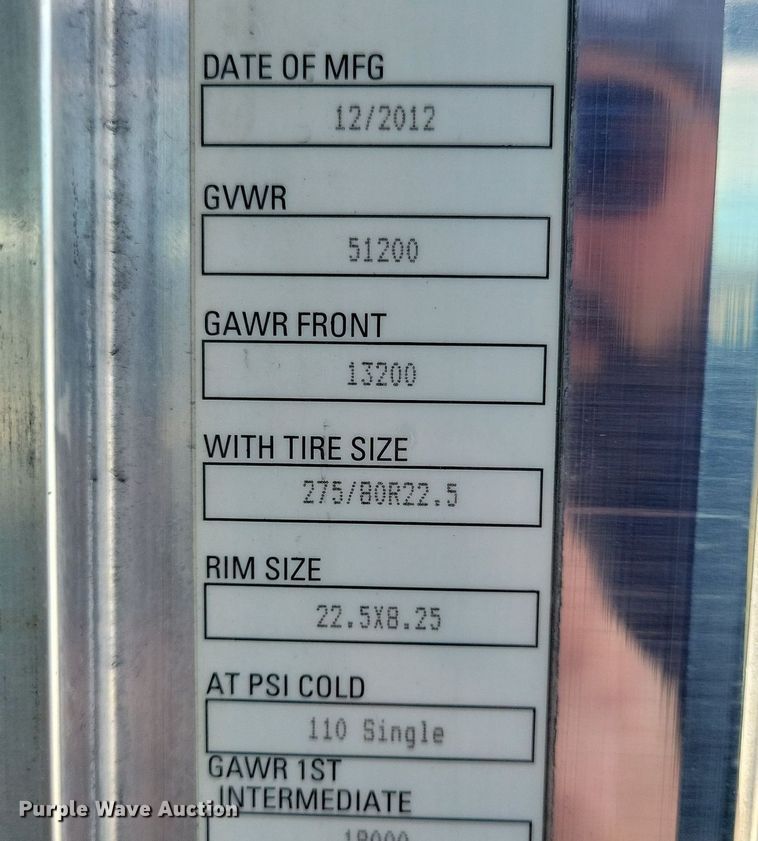 DATE OF MFG
12/2012
GVWR
51200
GAWR FRONT
13200
WITH TIRE SIZE
275/80R22.5
RIM SIZE
22.5X8.25
AT PSI COLD
110 Single
GAWR 1ST
INTERMEDIATE
18000
Purple Wave Auction